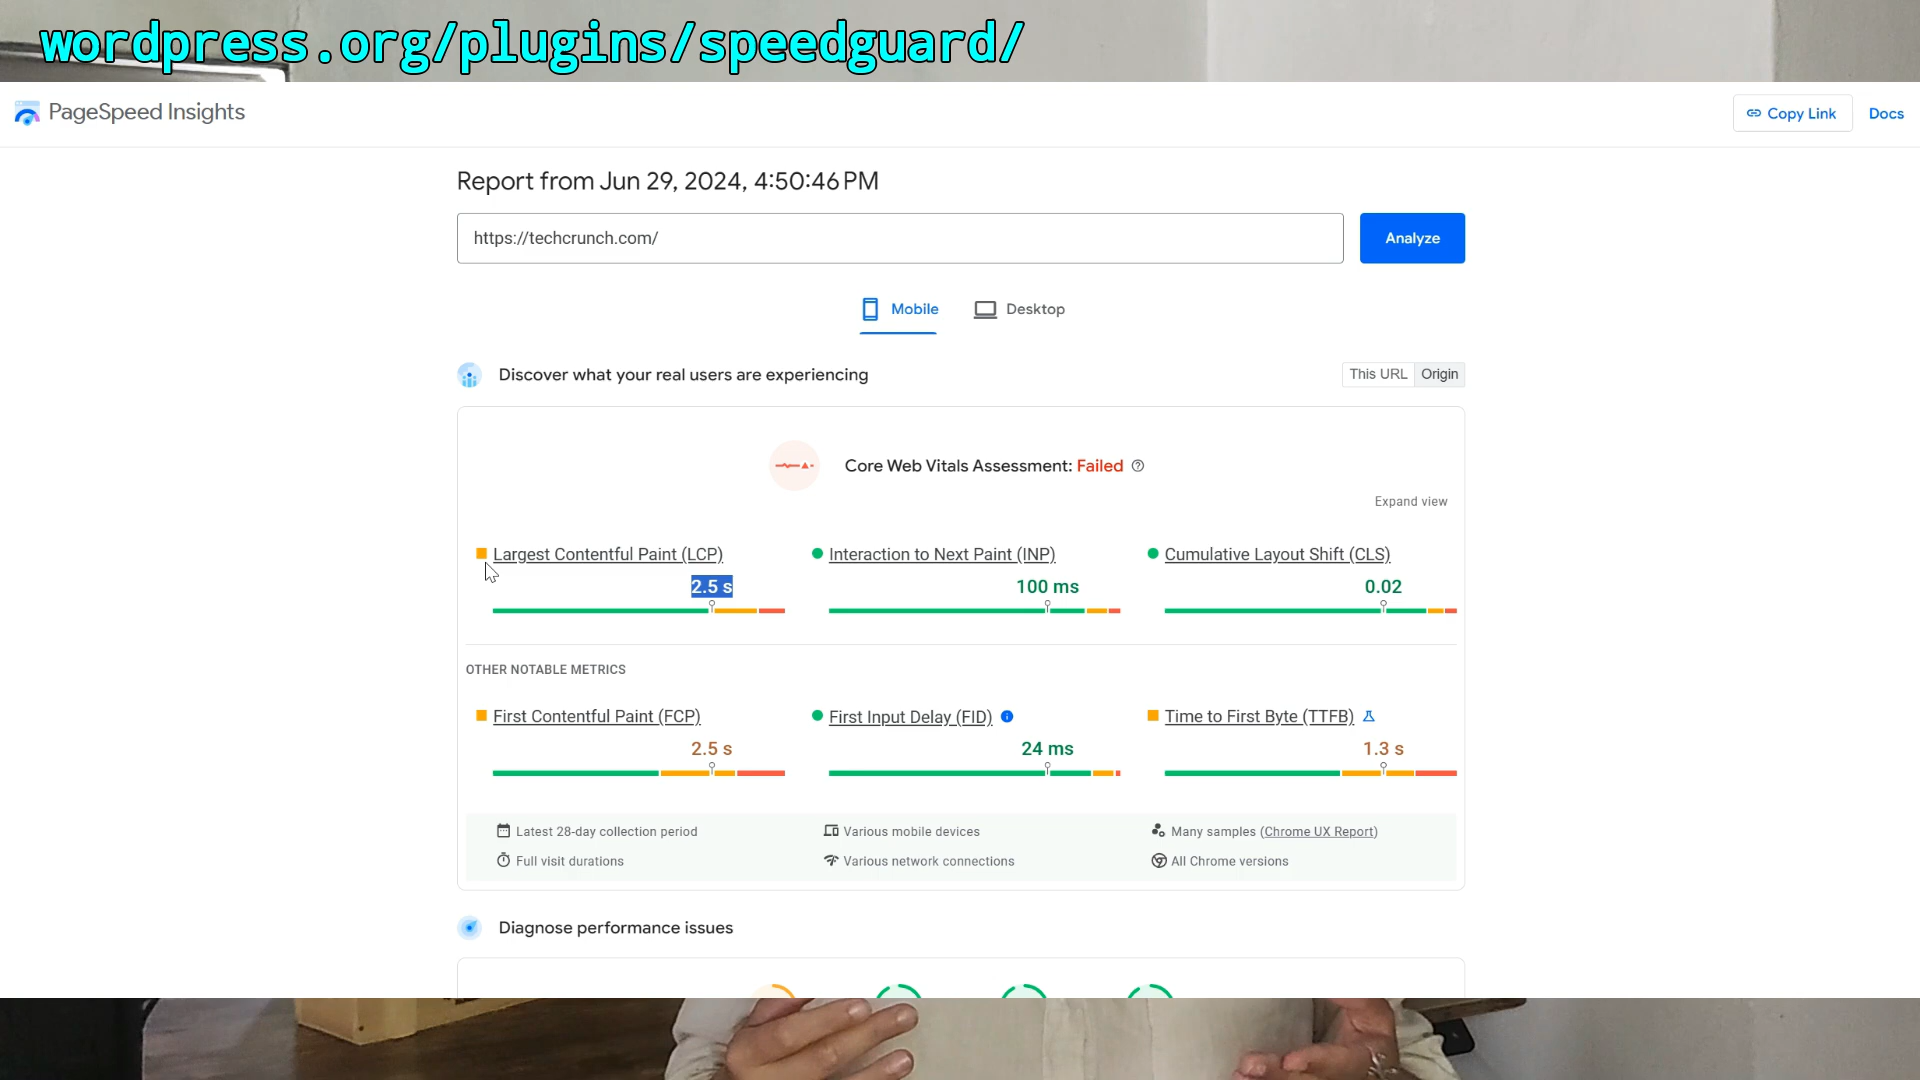 wordpress.org/plugins/speedguard/
PageSpeed Insights
Copy Link
Docs
Report from Jun 29, 2024, 4:50:46 PM
https://techcrunch.com/
Analyze
Mobile
Desktop
Discover what your real users are experiencing
This URL
Origin
Core Web Vitals Assessment: Failed
Expand view
Largest Contentful Paint (LCP)
2.5 s
Interaction to Next Paint (INP)
100 ms
Cumulative Layout Shift (CLS)
0.02
OTHER NOTABLE METRICS
First Contentful Paint (FCP)
2.5 s
First Input Delay (FID)
24 ms
Time to First Byte (TTFB)
1.3 s
Latest 28-day collection period
Various mobile devices
Many samples (Chrome UX Report)
Full visit durations
Various network connections
All Chrome versions
Diagnose performance issues